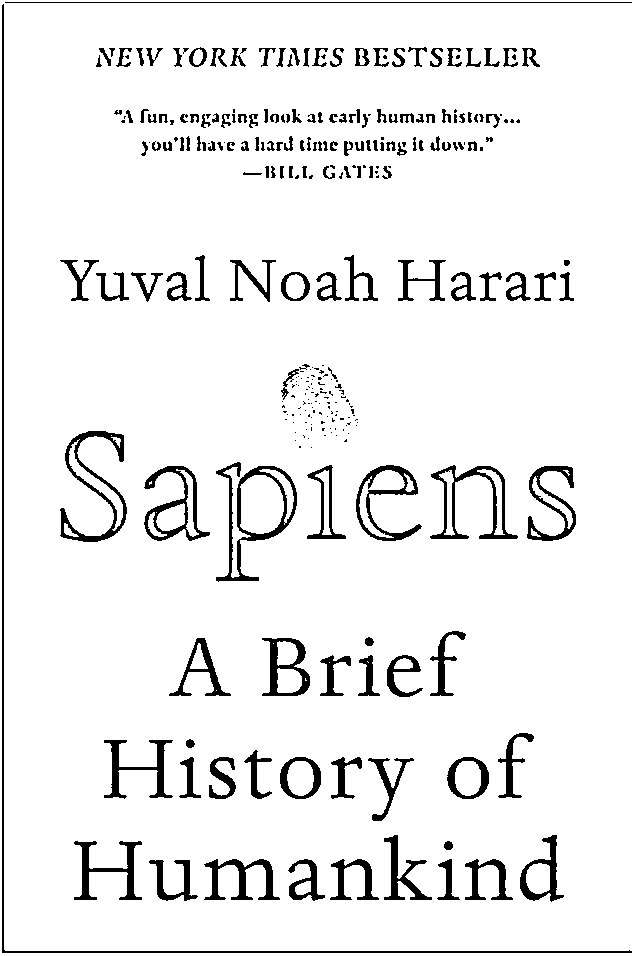 NEW YORK TIMES BESTSELLER
“A fun, engaging look at early human history...
you’ll have a hard time putting it down.”
—BILL GATES
Yuval Noah Harari
Sapiens
A Brief
History of
Humankind